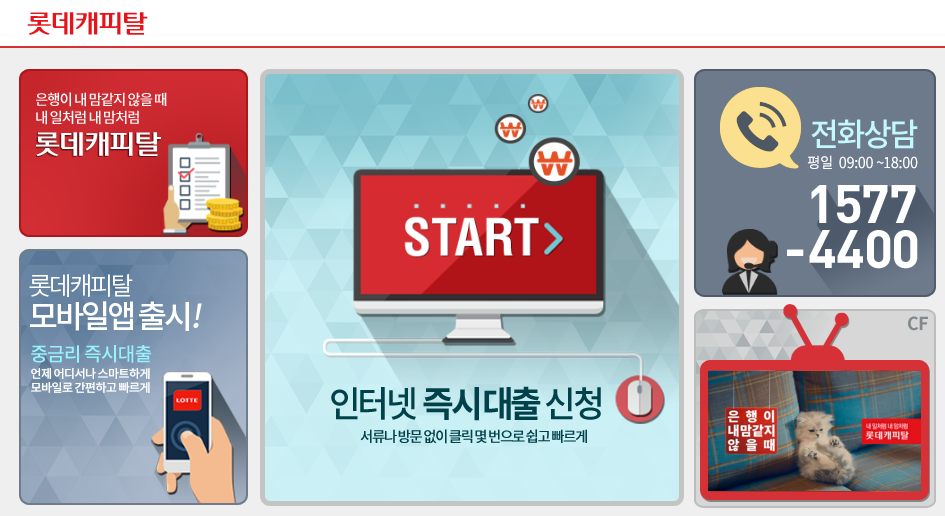 롯데캐피탈
은행이 내 맘같지 않을 때
내 일처럼 내 맘처럼
롯데캐피탈
롯데캐피탈
모바일앱 출시!
중금리 즉시대출
언제 어디서나 스마트하게
모바일로 간편하고 빠르게
LOTTE
START
인터넷 즉시대출 신청
서류나 방문 없이 클릭 몇 번으로 쉽고 빠르게
전화상담
평일 09:00 ~18:00
1577
-4400
CF
은 행 이
내맘같지
않 을 때
내 일처럼 내 맘처럼
롯데캐피탈